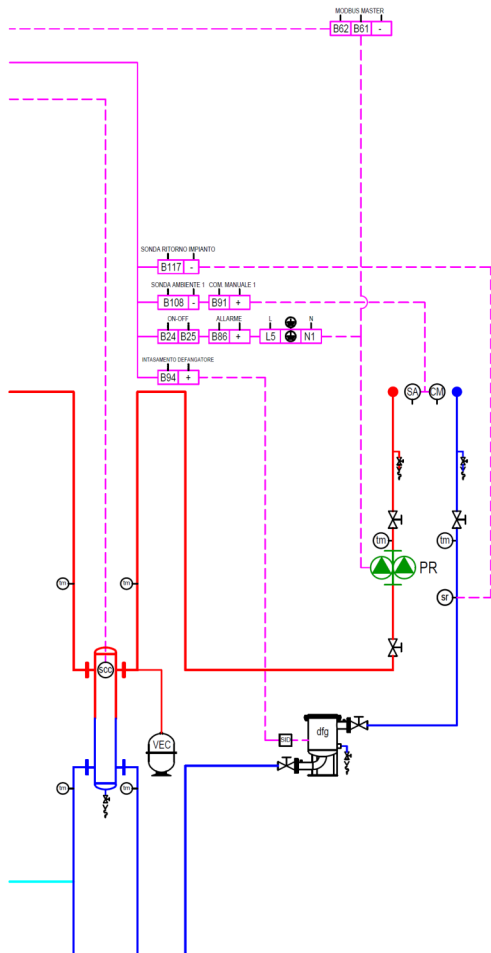 MODBUS MASTER
B62 B61 -
SONDA RITORNO IMPIANTO
B117 -
SONDA AMBIENTE 1 COM. MANUALE 1
B108 - B91 +
ON-OFF ALLARME L N
B24 B25 B86 + L5 N1
INTASAMENTO DEFANGATORE
B94 +
SA CM
tm tm
PR
tm tm sr
scc
dfg
VEC SID
tm tm